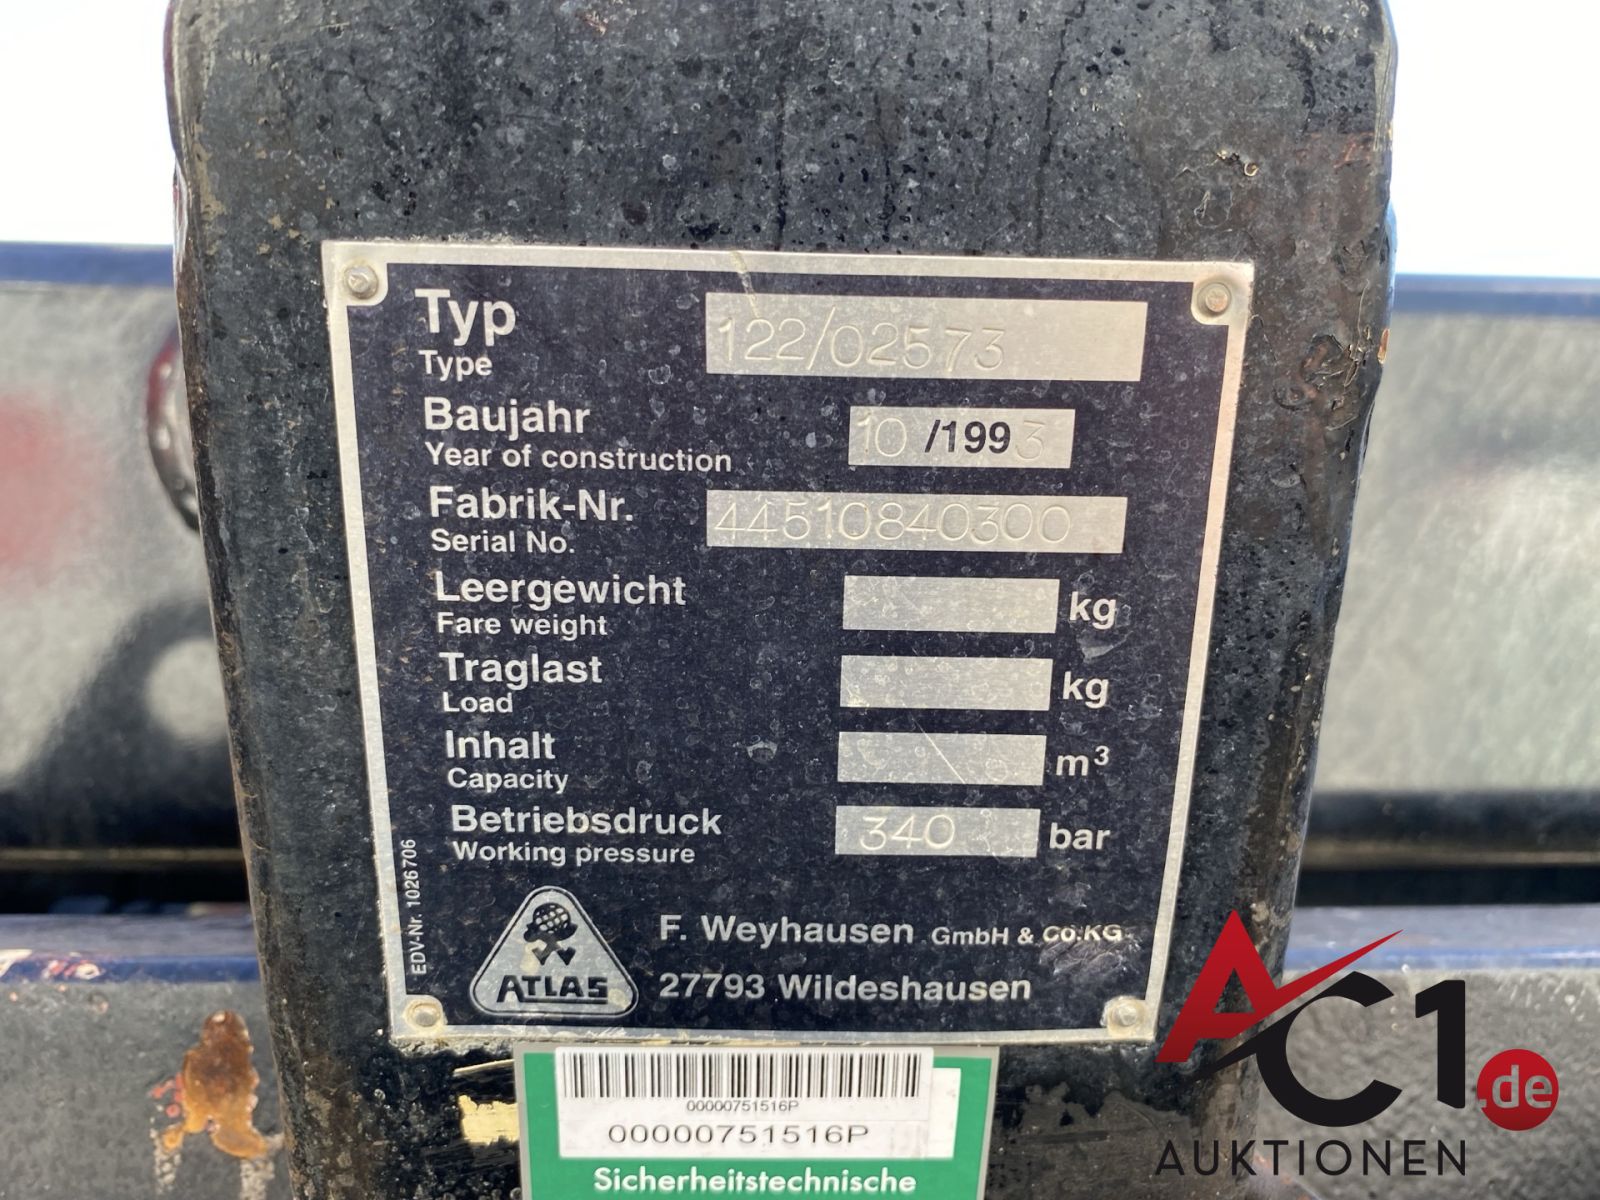 Typ 122/02573
Type
Baujahr 10/1993
Year of construction
Fabrik-Nr. 44510840300
Serial No.
Leergewicht kg
Fare weight
Traglast kg
Load
Inhalt m³
Capacity
Betriebsdruck 340 bar
Working pressure
EDV-Nr. 1026706
ATLAS
F. Weyhausen GmbH & Co.KG
27793 Wildeshausen
00000751516P
00000751516P
Sicherheitstechnische
AC1.de
AUKTIONEN